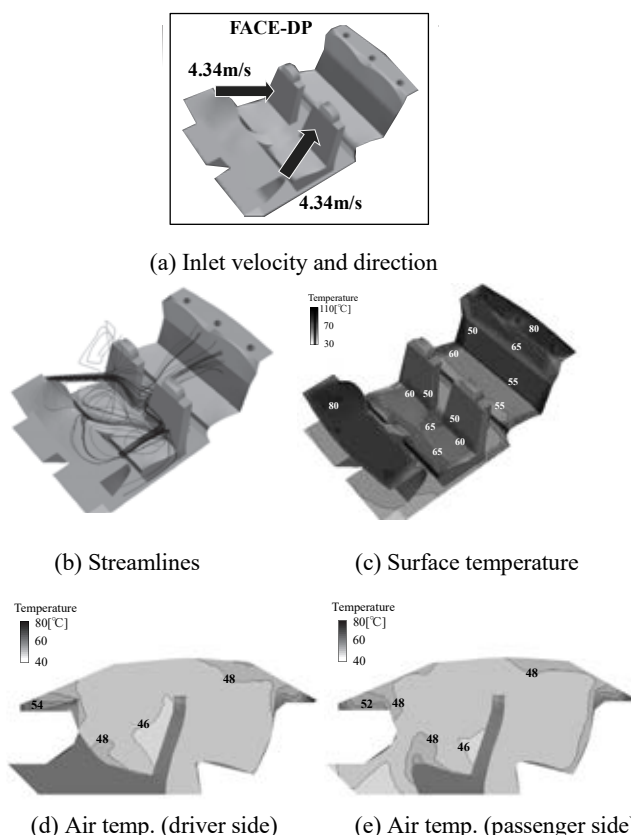 FACE-DP
4.34m/s
4.34m/s
(a) Inlet velocity and direction
Temperature
110[℃]
70
30
50
80
65
60
55
60
50
55
80
50
65
60
65
(b) Streamlines
(c) Surface temperature
Temperature
80[℃]
60
40
48
54
46
48
Temperature
80[℃]
60
40
48
52
48
48
46
(d) Air temp. (driver side)
(e) Air temp. (passenger side)